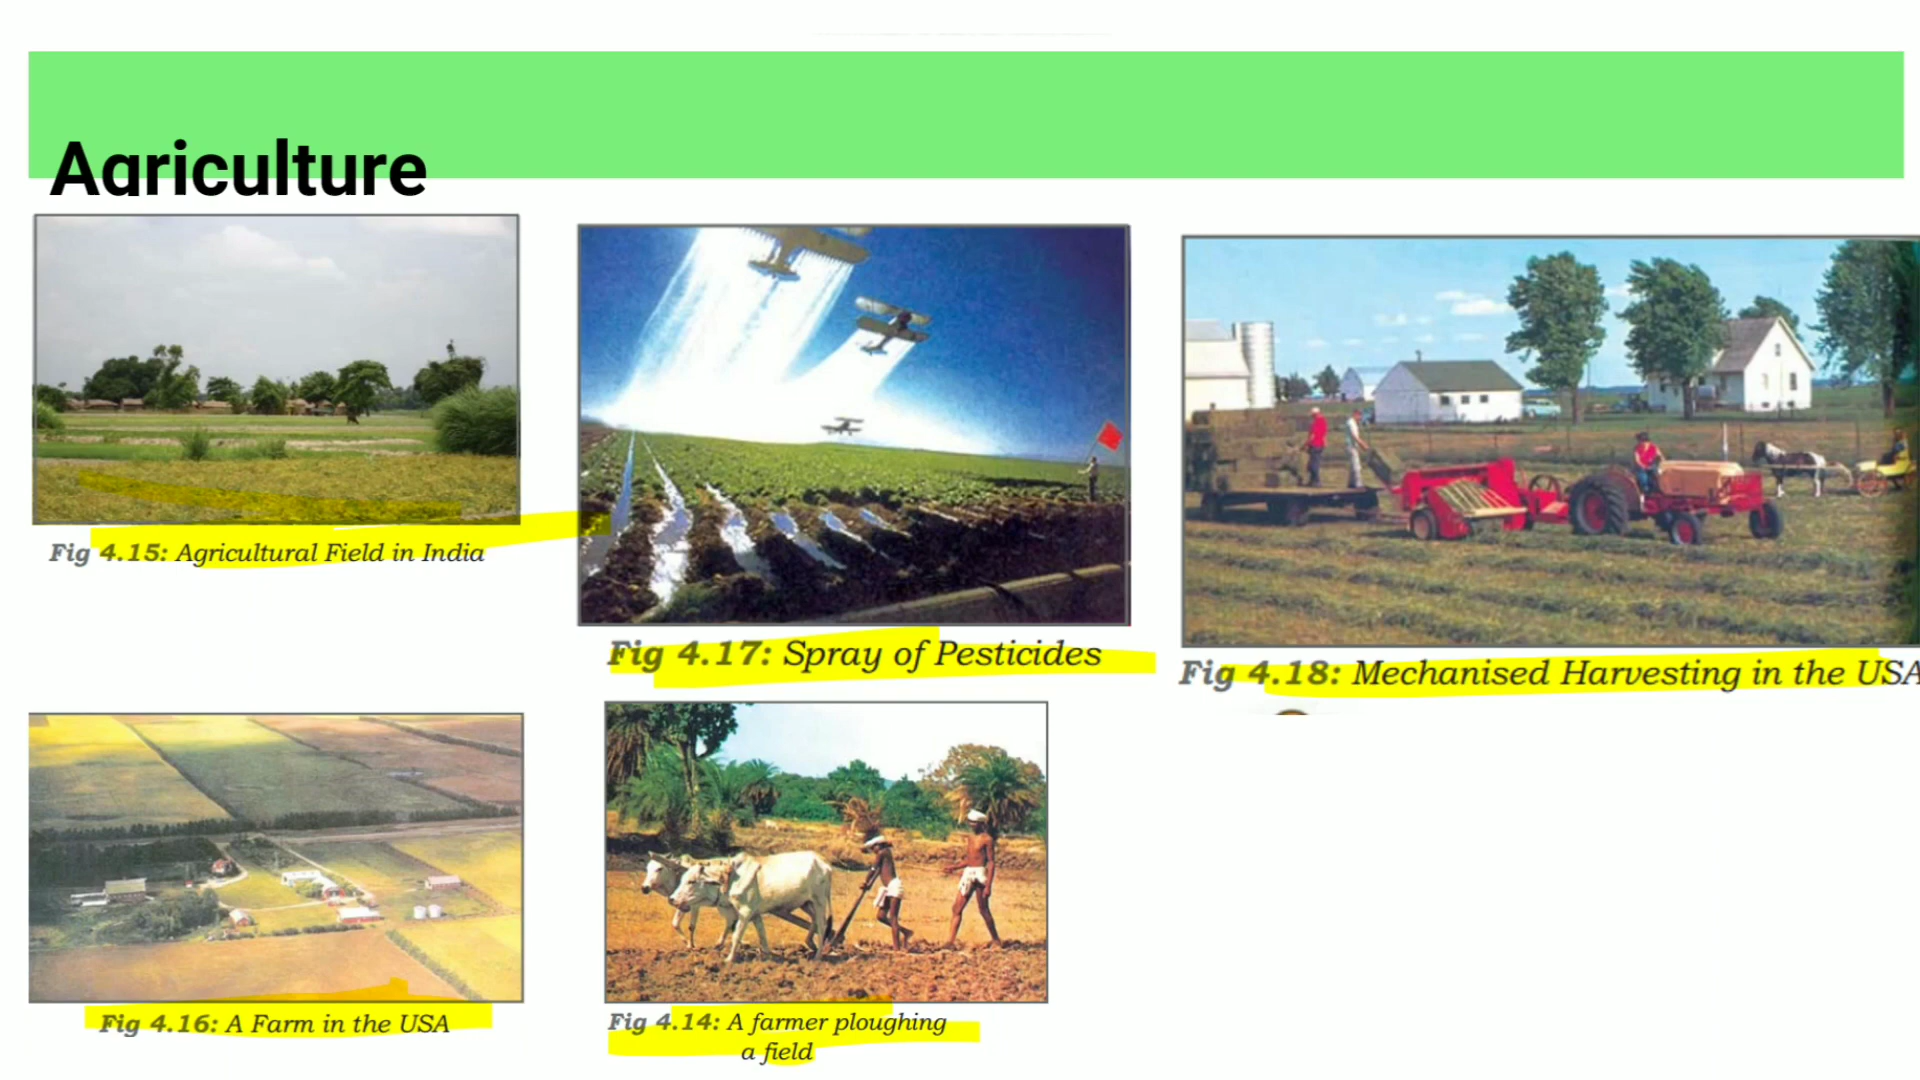 Agriculture
Fig 4.15: Agricultural Field in India
Fig 4.17: Spray of Pesticides
Fig 4.18: Mechanised Harvesting in the USA
Fig 4.16: A Farm in the USA
Fig 4.14: A farmer ploughing
a field